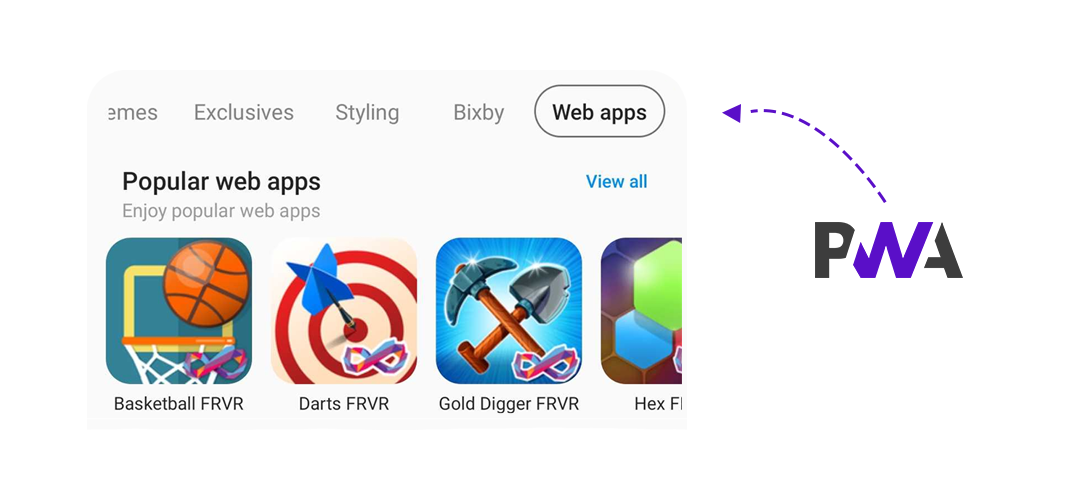 emes Exclusives Styling Bixby Web apps
Popular web apps View all
Enjoy popular web apps
PWA
Basketball FRVR Darts FRVR Gold Digger FRVR Hex F